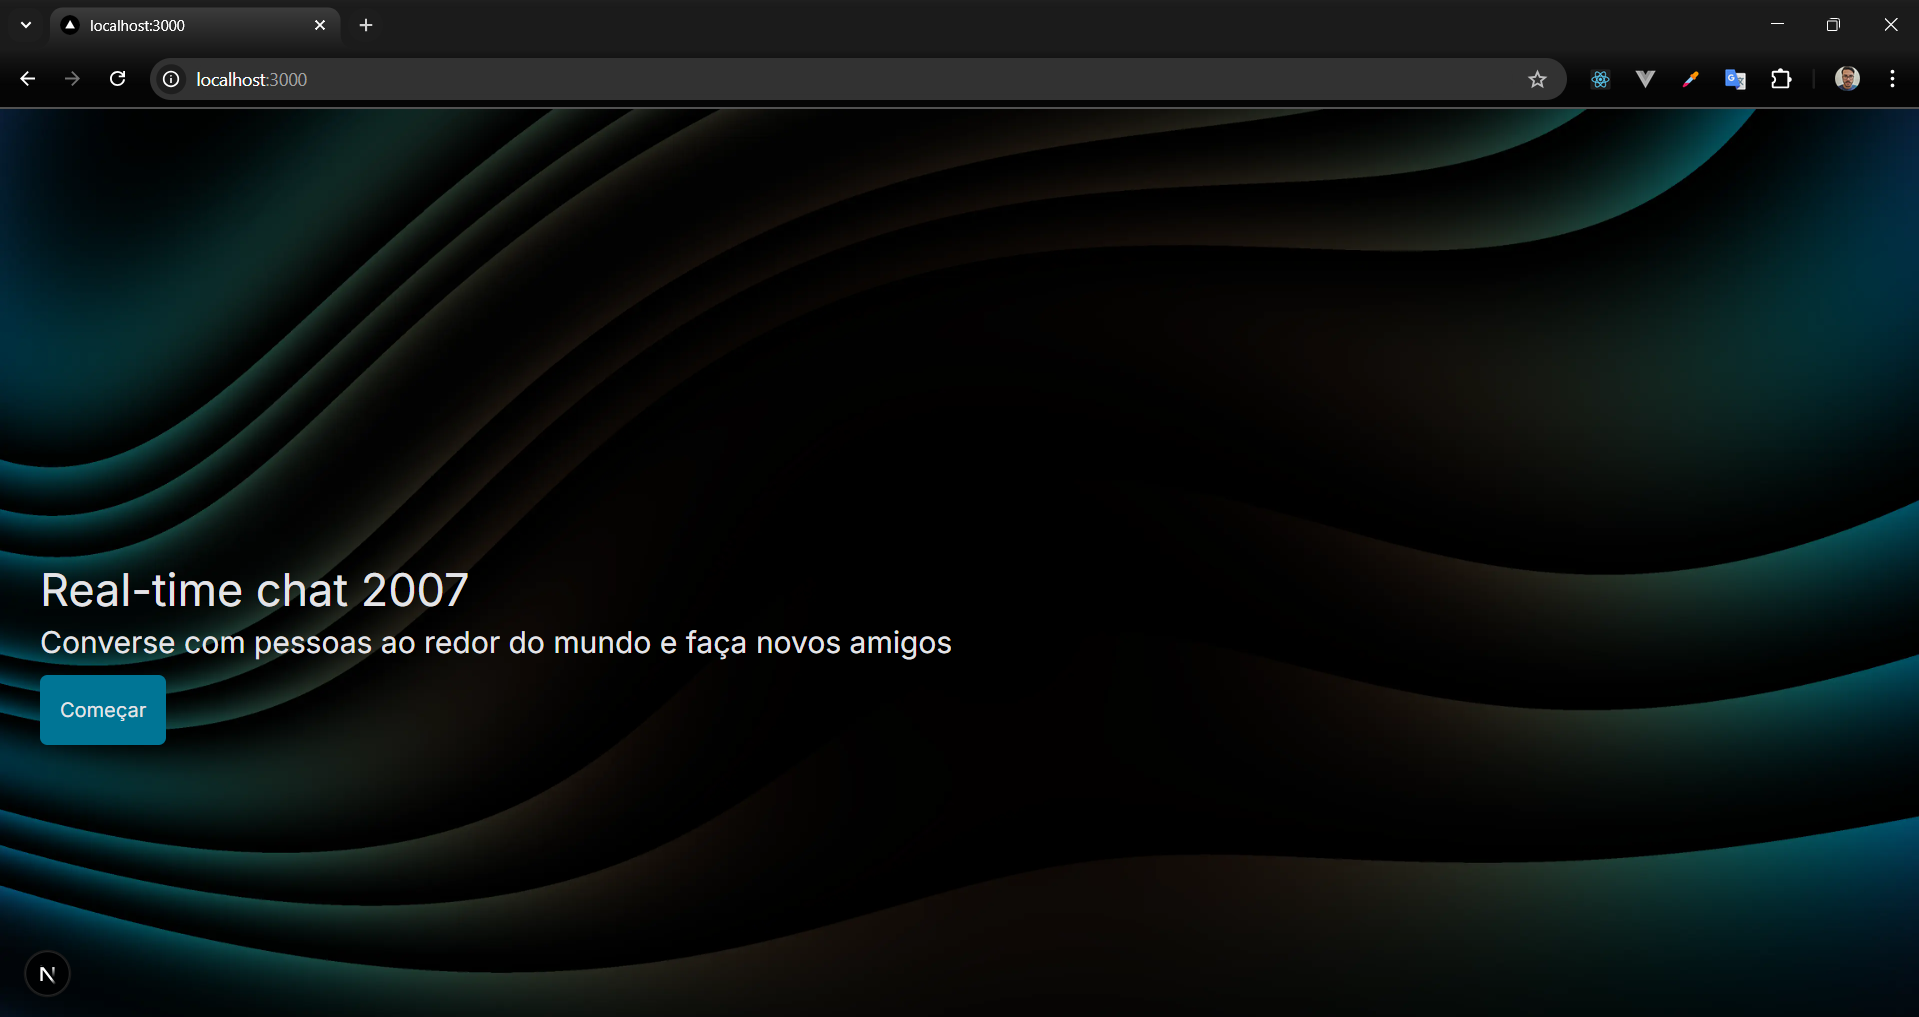 localhost:3000
localhost:3000
Real-time chat 2007
Converse com pessoas ao redor do mundo e faça novos amigos
Começar
N